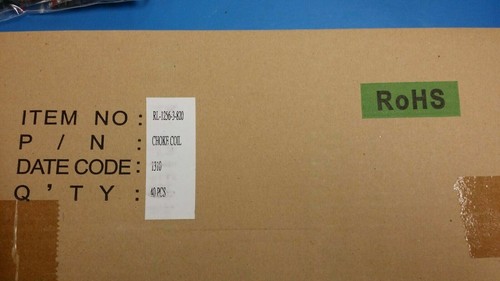 RoHS
ITEM NO : RL-1256-3-820
P / N : CHOKE COIL
DATE CODE : 1310
Q ' T Y : 40 PCS